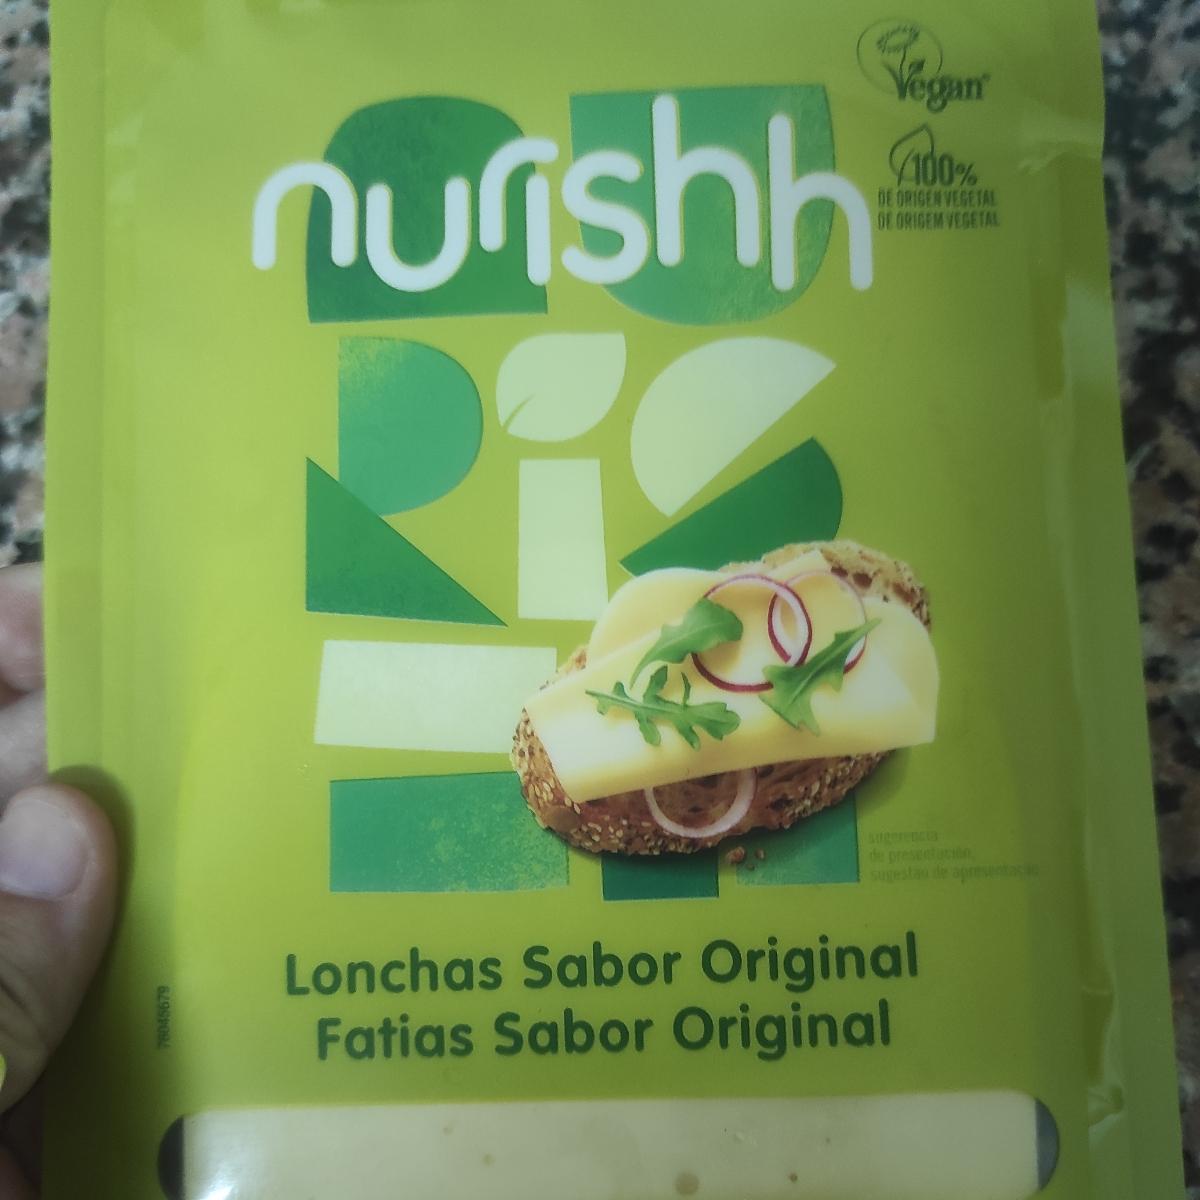 Vegan
nurishh
100%
DE ORIGEN VEGETAL
DE ORIGEM VEGETAL
sugerencia
de presentación,
sugestão de apresentação
Lonchas Sabor Original
Fatias Sabor Original